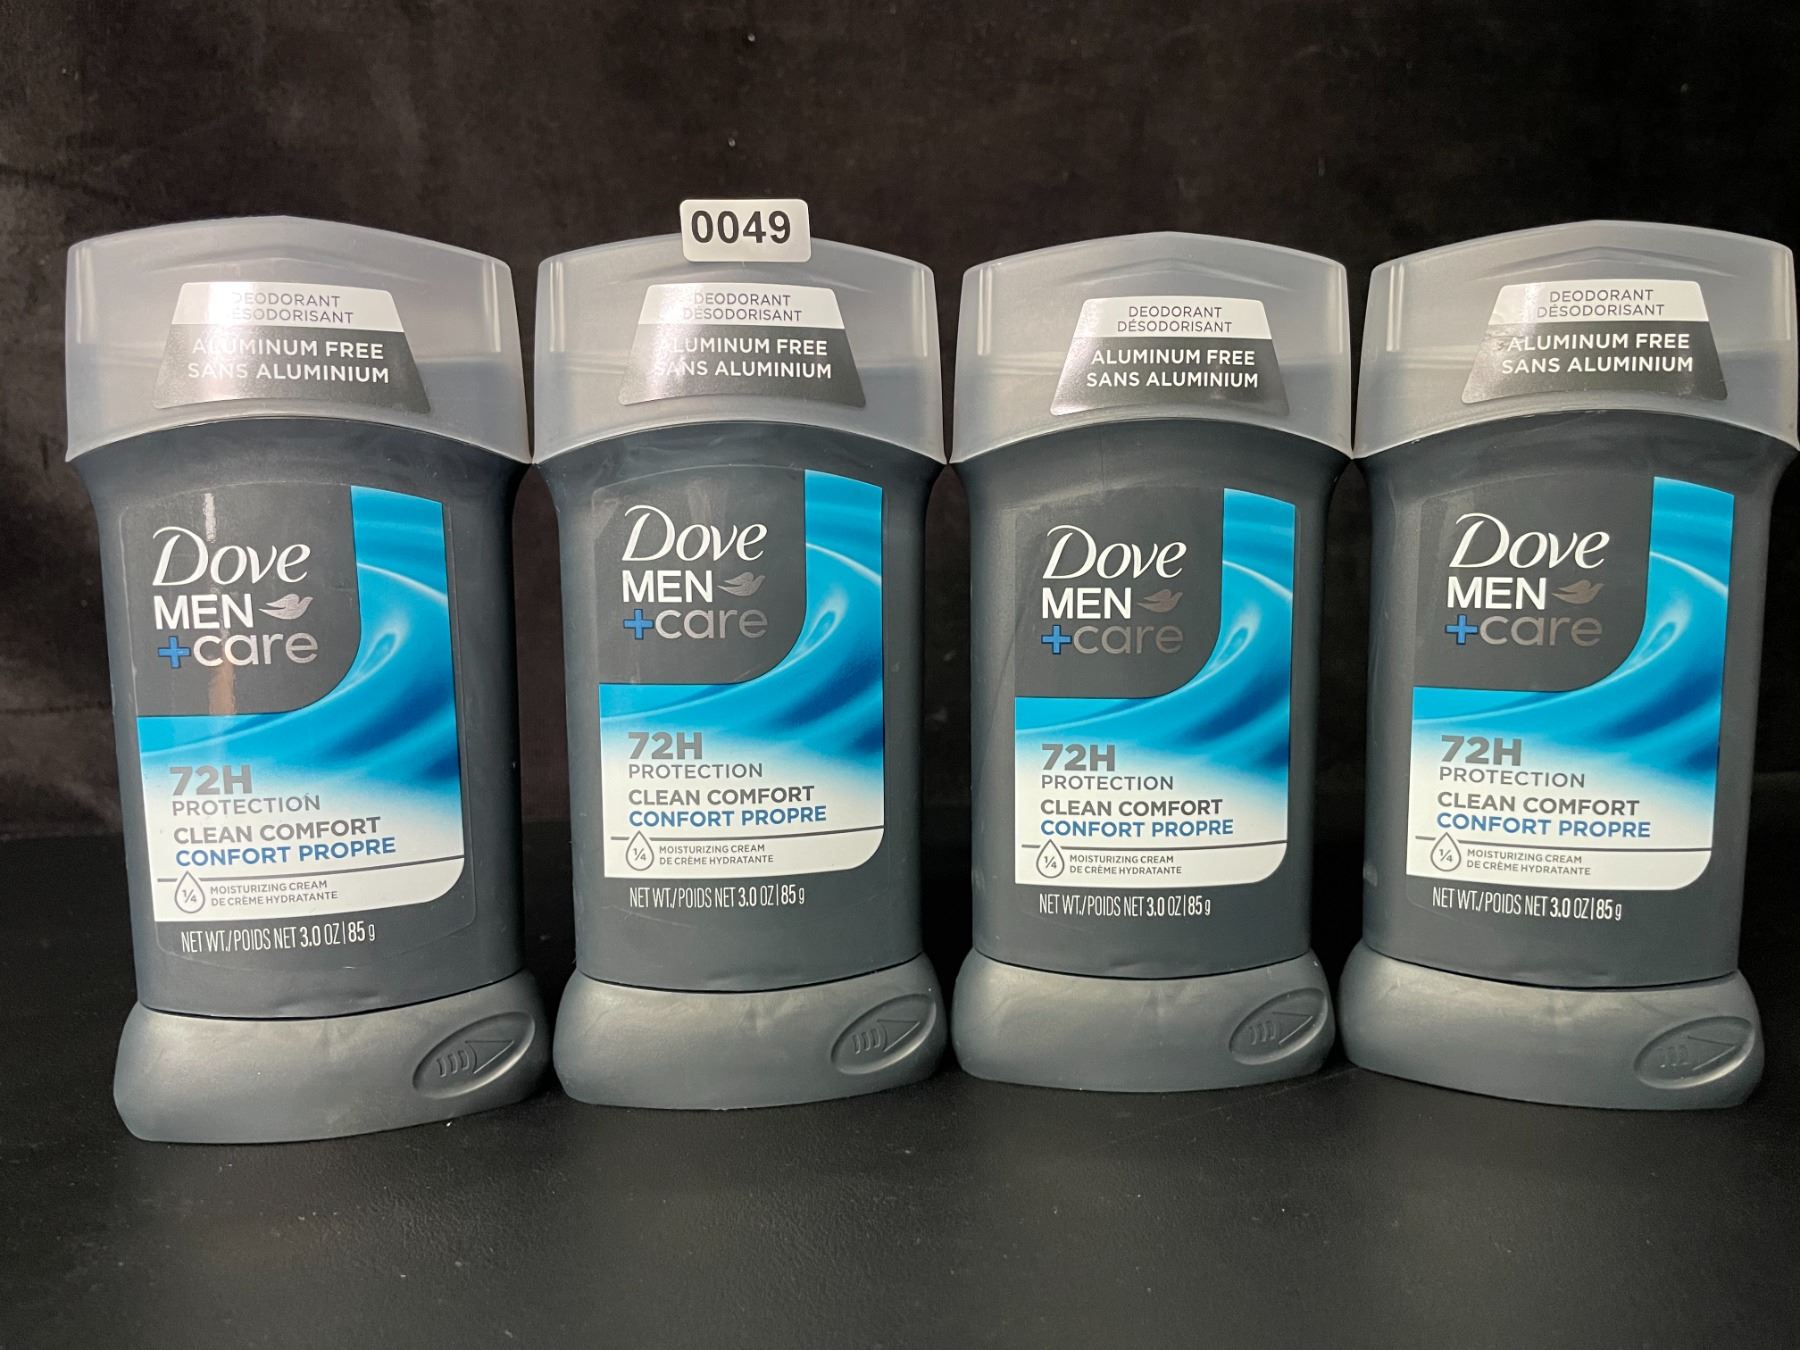 0049
DEODORANT
DÉSODORISANT
ALUMINUM FREE
SANS ALUMINIUM
Dove
MEN
+care
72H
PROTECTION
CLEAN COMFORT
CONFORT PROPRE
1/4 MOISTURIZING CREAM
DE CRÈME HYDRATANTE
NET WT./POIDS NET 3.0 OZ|85 g
DEODORANT
DÉSODORISANT
ALUMINUM FREE
SANS ALUMINIUM
Dove
MEN
+care
72H
PROTECTION
CLEAN COMFORT
CONFORT PROPRE
1/4 MOISTURIZING CREAM
DE CRÈME HYDRATANTE
NET WT./POIDS NET 3.0 OZ|85 g
DEODORANT
DÉSODORISANT
ALUMINUM FREE
SANS ALUMINIUM
Dove
MEN
+care
72H
PROTECTION
CLEAN COMFORT
CONFORT PROPRE
1/4 MOISTURIZING CREAM
DE CRÈME HYDRATANTE
NET WT./POIDS NET 3.0 OZ|85 g
DEODORANT
DÉSODORISANT
ALUMINUM FREE
SANS ALUMINIUM
Dove
MEN
+care
72H
PROTECTION
CLEAN COMFORT
CONFORT PROPRE
1/4 MOISTURIZING CREAM
DE CRÈME HYDRATANTE
NET WT./POIDS NET 3.0 OZ|85 g